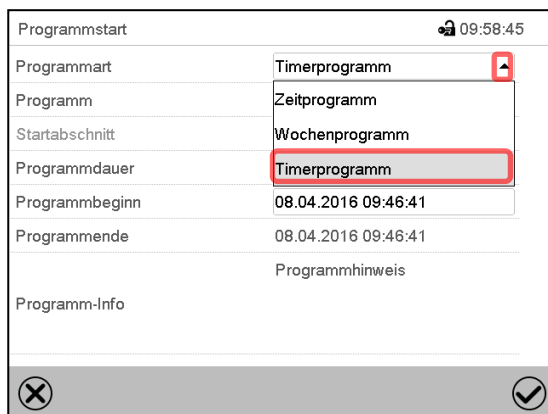 Programmstart 09:58:45
Programmart Timerprogramm
Programm Zeitprogramm
Startabschnitt Wochenprogramm
Programmdauer Timerprogramm
Programmbeginn 08.04.2016 09:46:41
Programmende 08.04.2016 09:46:41
Programmhinweis
Programm-Info